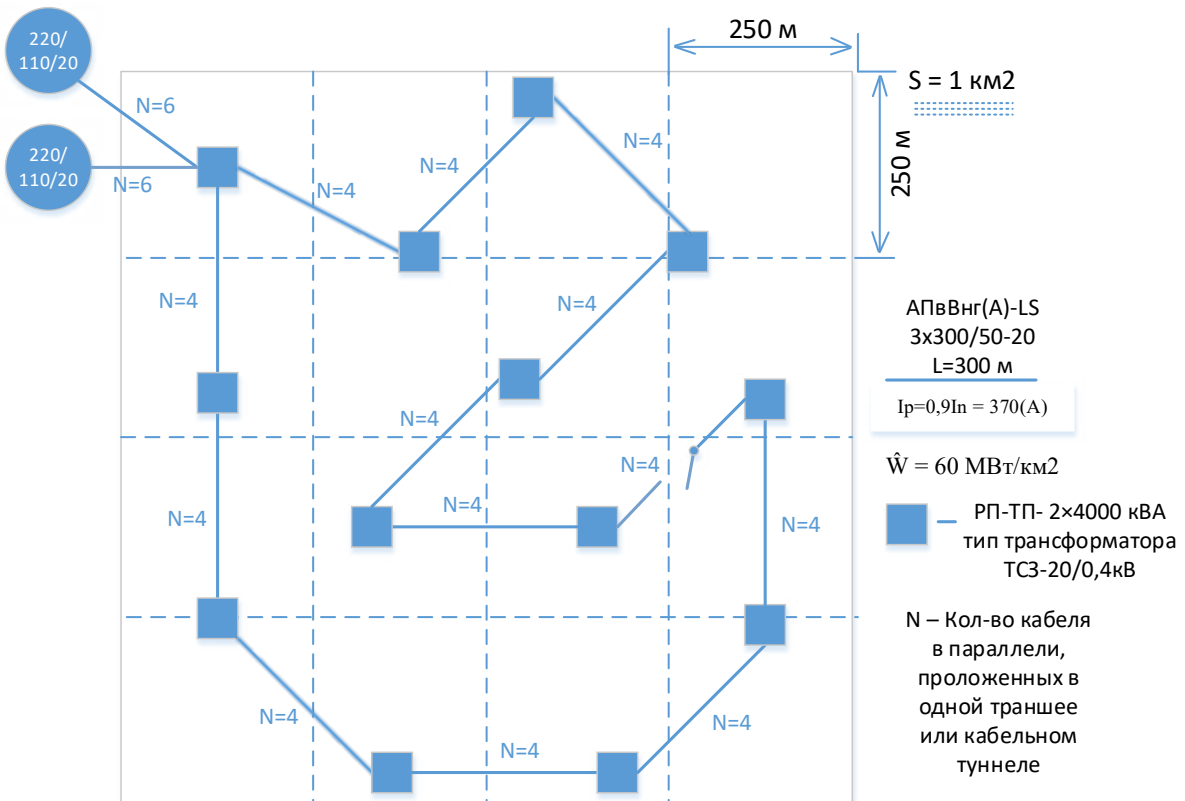 220/
110/20
N=6
220/
110/20
N=6
250 м
S = 1 км2
250 м
N=4
N=4
N=4
N=4
N=4
N=4
N=4
N=4
N=4
N=4
N=4
N=4
N=4
АПвВнг(А)-LS
3х300/50-20
L=300 м
Iр=0,9Iп = 370(А)
Ŵ = 60 МВт/км2
РП-ТП- 2×4000 кВА
тип трансформатора
ТСЗ-20/0,4кВ
N – Кол-во кабеля
в параллели,
проложенных в
одной траншее
или кабельном
туннеле